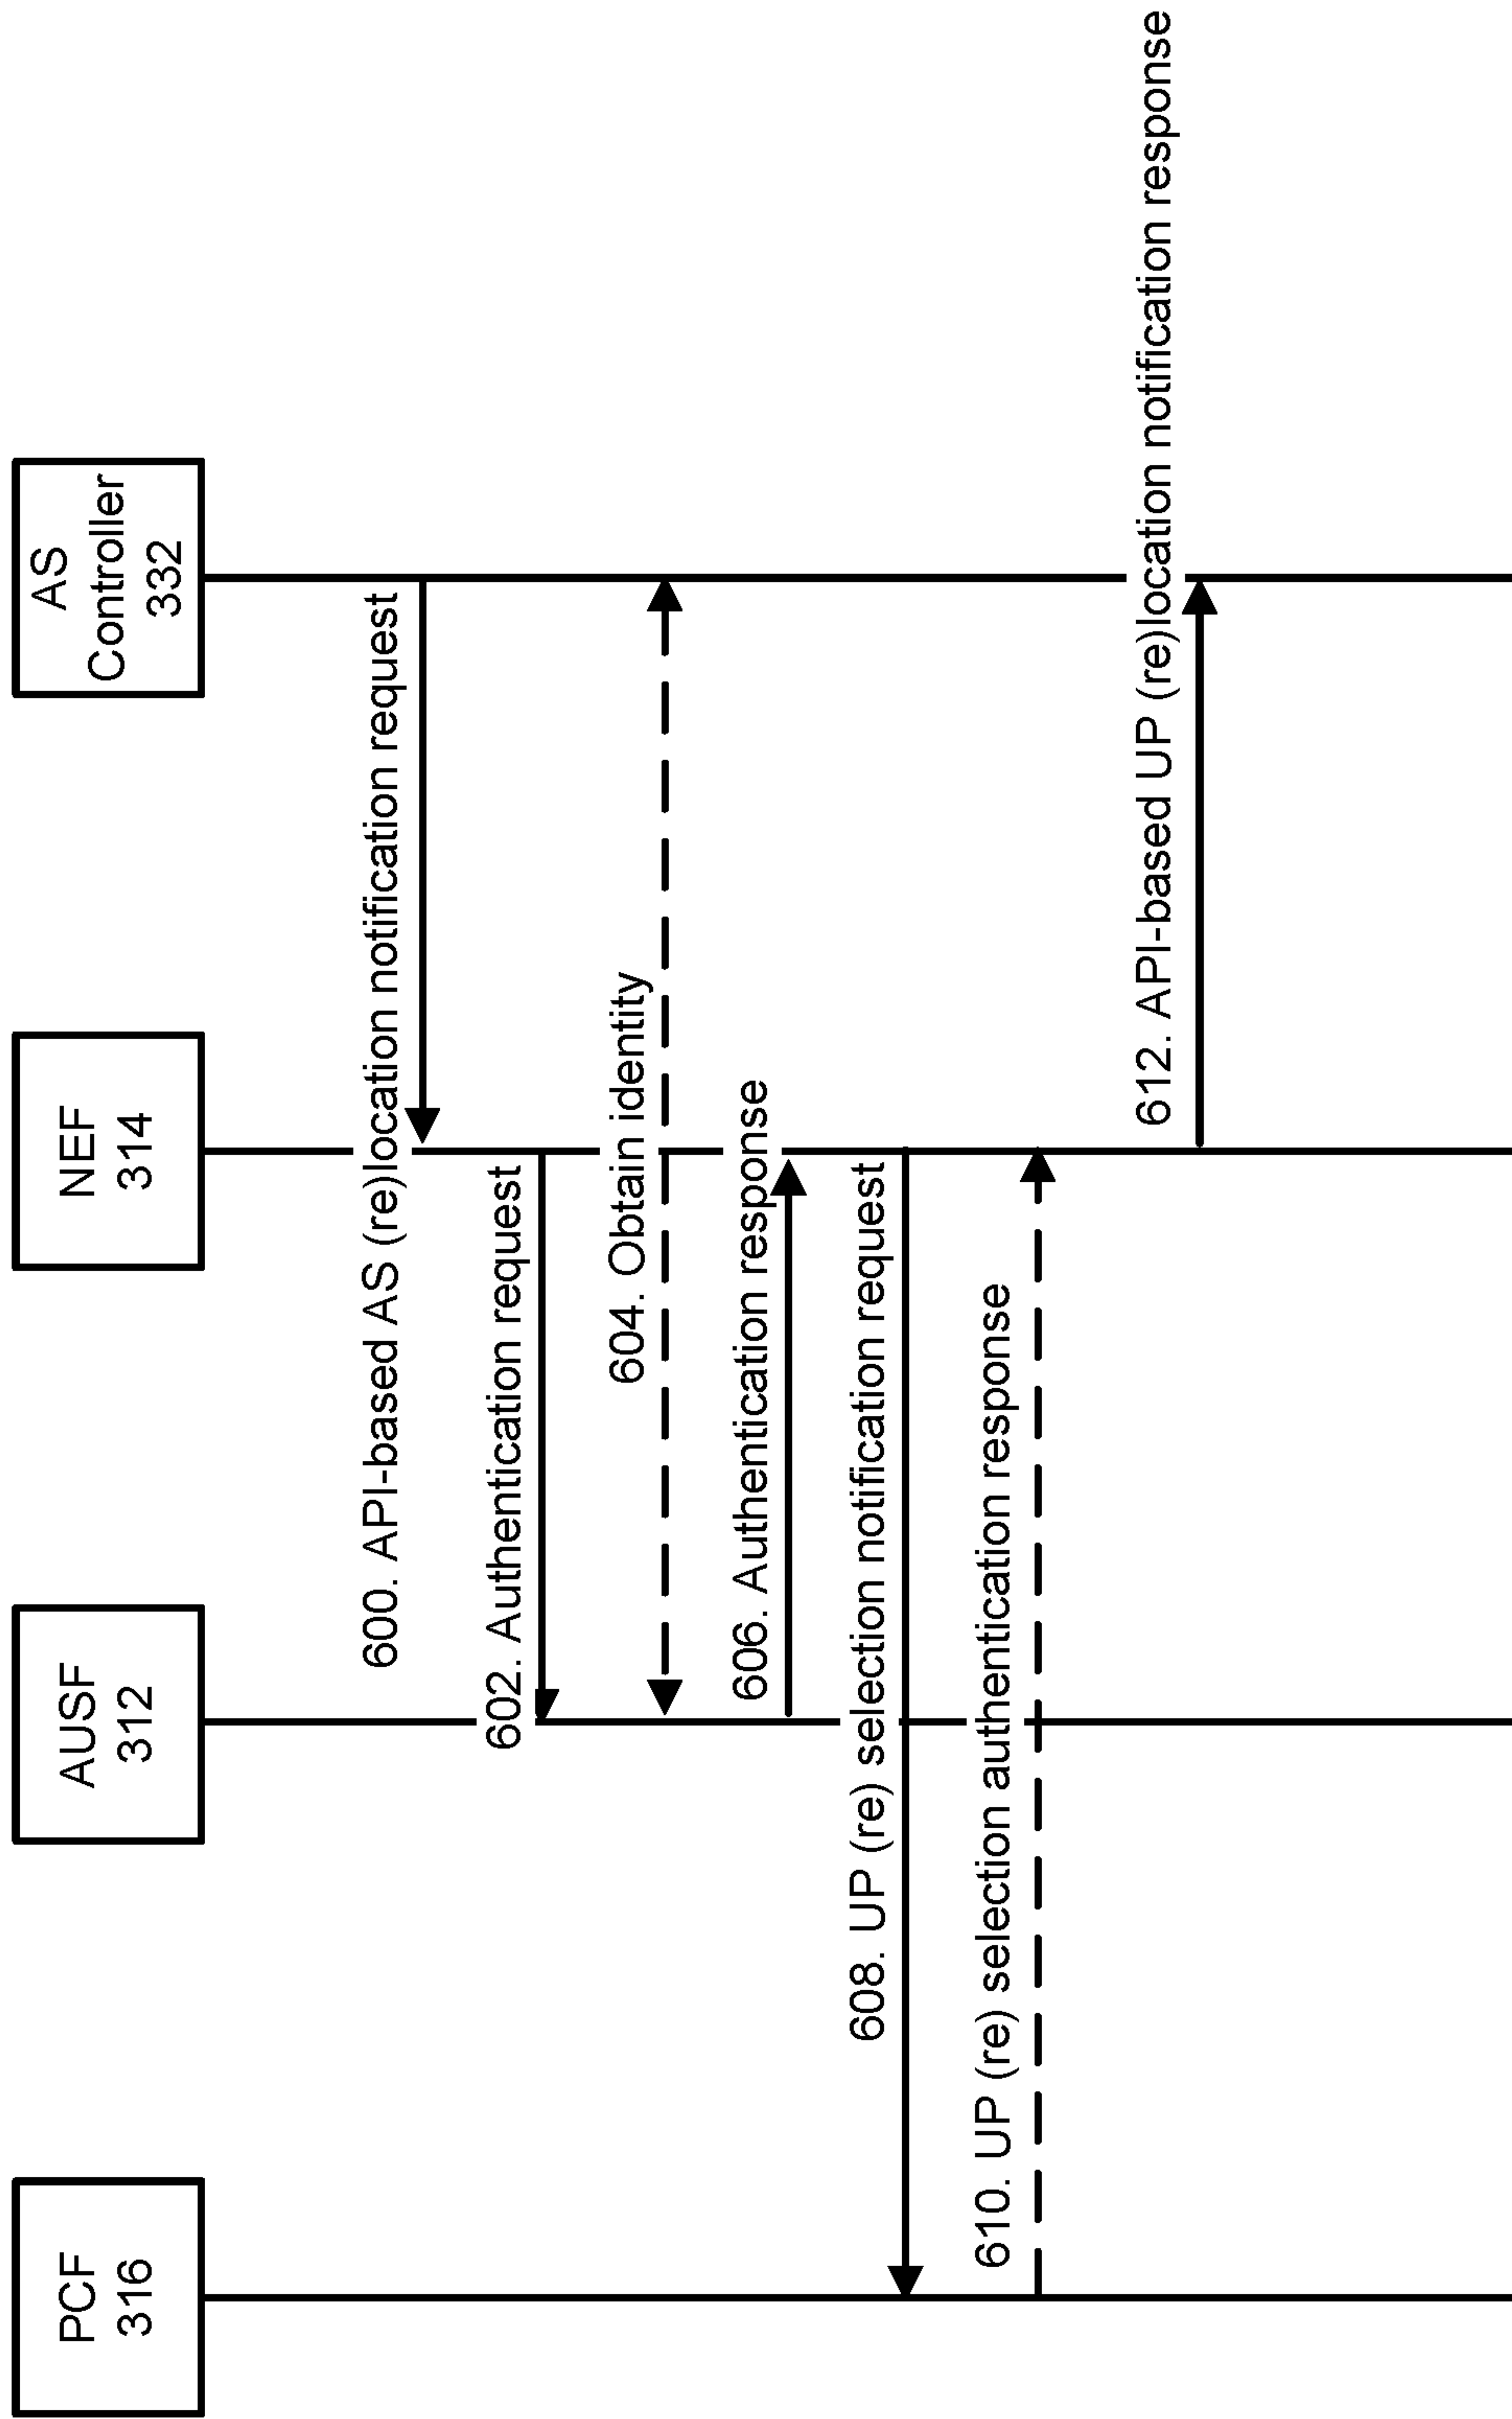 PCF
316
AUSF
312
NEF
314
AS
Controller
332
600. API-based AS (re)location notification request
602. Authentication request
604. Obtain identity
606. Authentication response
608. UP (re) selection notification request
610. UP (re) selection authentication response
612. API-based UP (re)location notification response